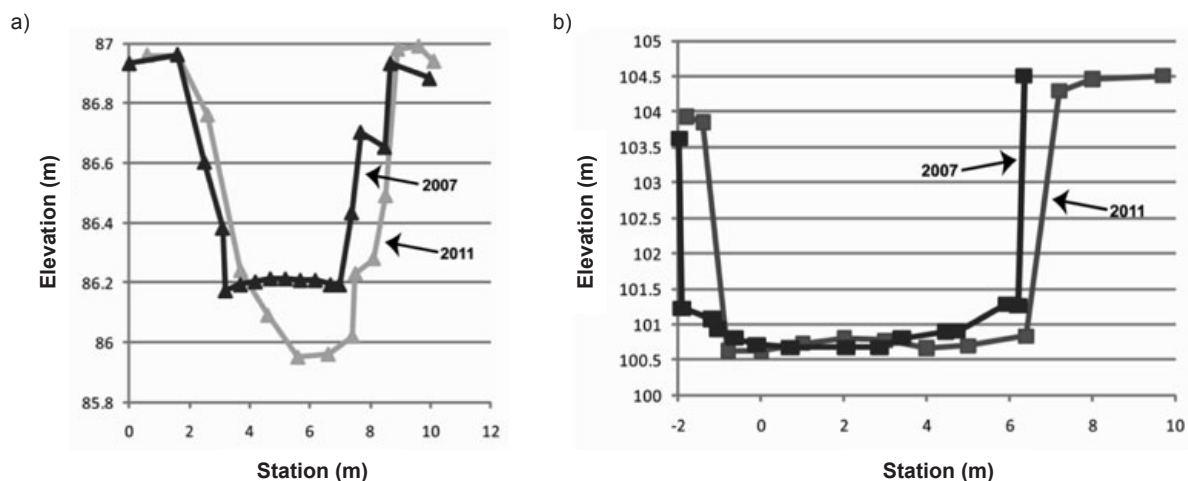 a)
87
86.8
86.6
86.4
86.2
86
85.8
Elevation (m)
2007
2011
0 2 4 6 8 10 12
Station (m)
b)
105
104.5
104
103.5
103
102.5
102
101.5
101
100.5
100
Elevation (m)
2007
2011
-2 0 2 4 6 8 10
Station (m)